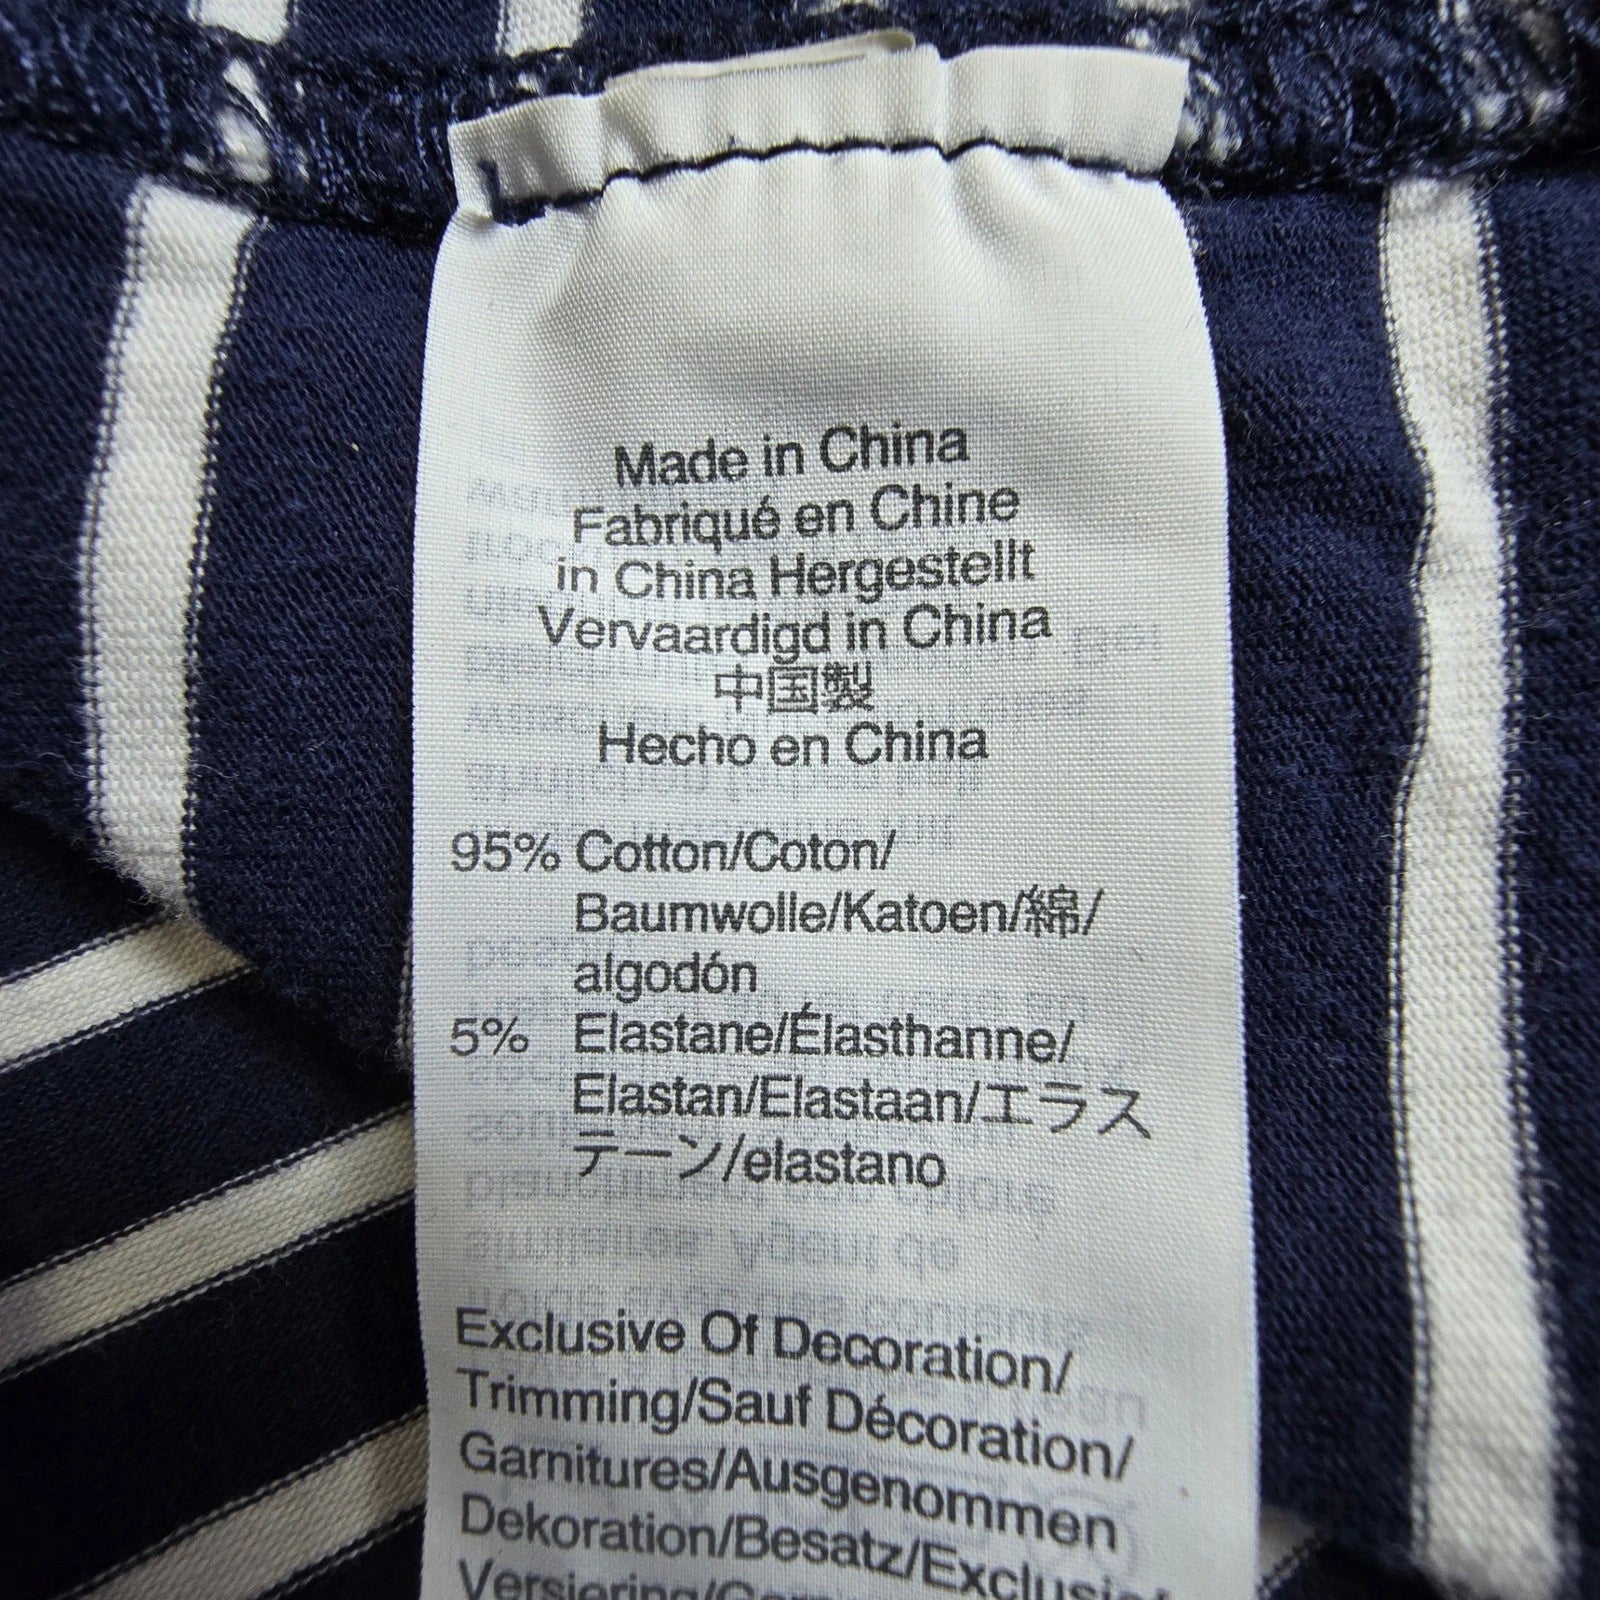 Made in China
Fabriqué en Chine
in China Hergestellt
Vervaardigd in China
中国製
Hecho en China
95% Cotton/Coton/
Baumwolle/Katoen/綿/
algodón
5% Elastane/Élasthanne/
Elastan/Elastaan/エラス
テーン/elastano
Exclusive Of Decoration/
Trimming/Sauf Décoration/
Garnitures/Ausgenommen
Dekoration/Besatz/Exclusief